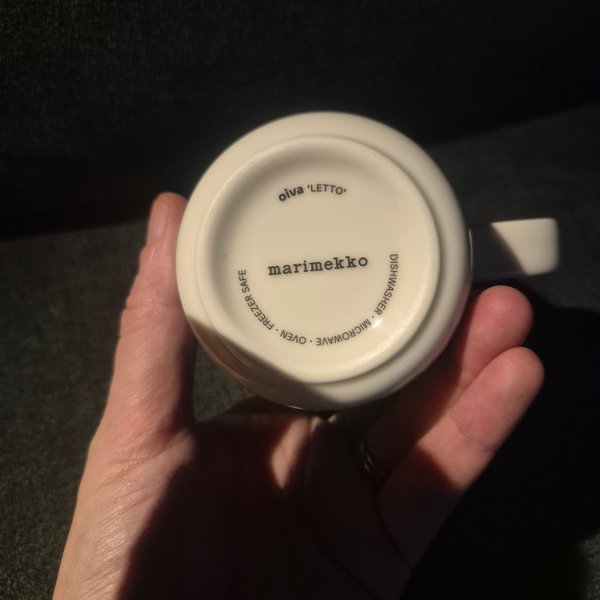 oiva 'LETTO'
marimekko
DISHWASHER · MICROWAVE · OVEN · FREEZER SAFE